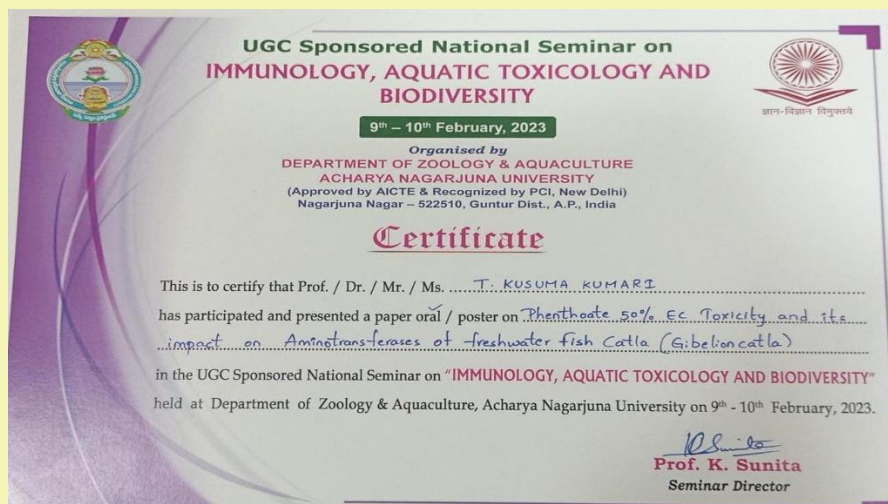 UGC Sponsored National Seminar on
IMMUNOLOGY, AQUATIC TOXICOLOGY AND
BIODIVERSITY
9th – 10th February, 2023
Organised by
DEPARTMENT OF ZOOLOGY & AQUACULTURE
ACHARYA NAGARJUNA UNIVERSITY
(Approved by AICTE & Recognized by PCI, New Delhi)
Nagarjuna Nagar – 522510, Guntur Dist., A.P., India
ज्ञान-विज्ञान विमुक्तये
Certificate
This is to certify that Prof. / Dr. / Mr. / Ms. ..... T. KUSUMA KUMARI
has participated and presented a paper oral / poster on Phenthoate 50% EC Toxicity and its
impact on Aminotransferases of freshwater fish Catla (Gibelioncatla)
in the UGC Sponsored National Seminar on "IMMUNOLOGY, AQUATIC TOXICOLOGY AND BIODIVERSITY"
held at Department of Zoology & Aquaculture, Acharya Nagarjuna University on 9th - 10th February, 2023.
Prof. K. Sunita
Seminar Director